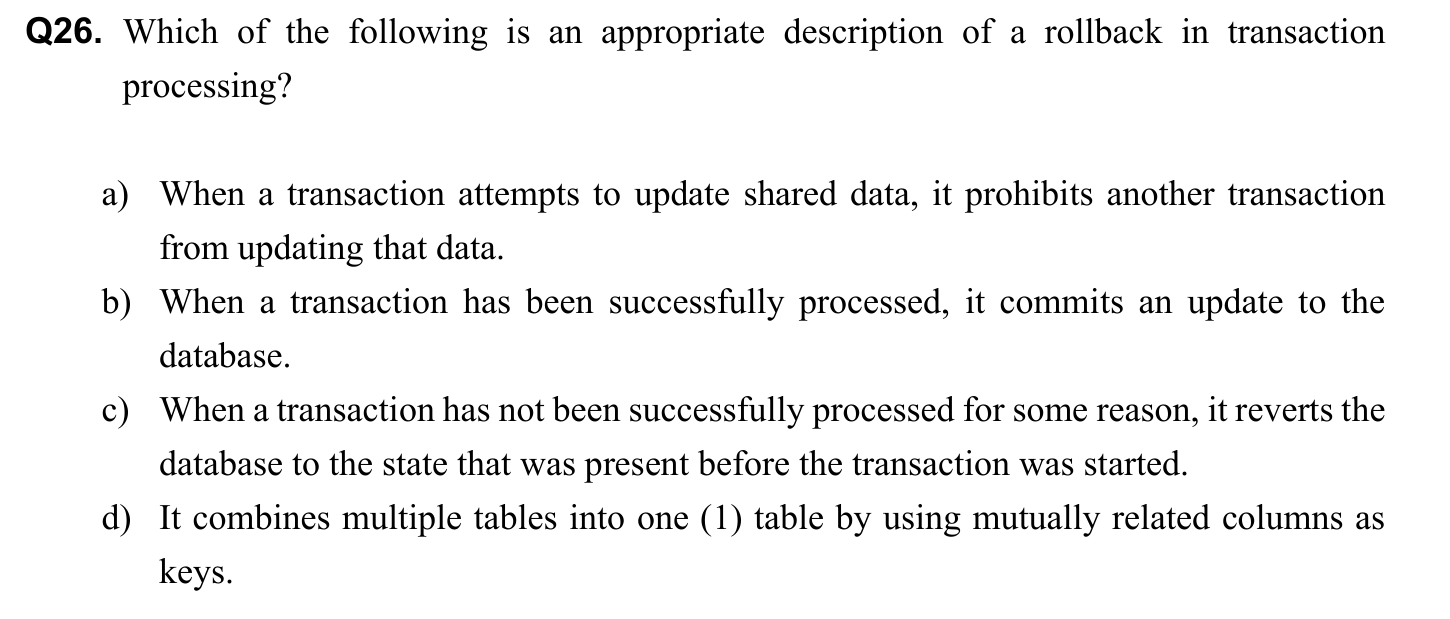 Q26. Which of the following is an appropriate description of a rollback in transaction
processing?
a) When a transaction attempts to update shared data, it prohibits another transaction
from updating that data.
b) When a transaction has been successfully processed, it commits an update to the
database.
c) When a transaction has not been successfully processed for some reason, it reverts the
database to the state that was present before the transaction was started.
d) It combines multiple tables into one (1) table by using mutually related columns as
keys.